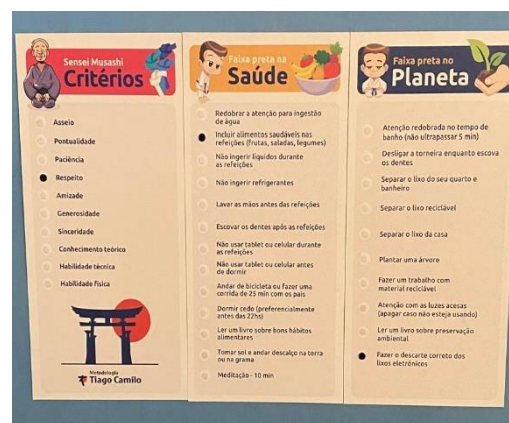 Sensei Musashi
Critérios
Asseio
Pontualidade
Paciência
Respeito
Amizade
Generosidade
Sinceridade
Conhecimento teórico
Habilidade técnica
Habilidade física
Metodologia
Tiago Camilo
Faixa preta na
Saúde
Redobrar a atenção para ingestão
de água
Incluir alimentos saudáveis nas
refeições (frutas, saladas, legumes)
Não ingerir líquidos durante
as refeições
Não ingerir refrigerantes
Lavar as mãos antes das refeições
Escovar os dentes após as refeições
Não usar tablet ou celular durante
as refeições
Não usar tablet ou celular antes
de dormir
Andar de bicicleta ou fazer uma
corrida de 25 min com os pais
Dormir cedo (preferencialmente
antes das 22hs)
Ler um livro sobre bons hábitos
alimentares
Tomar sol e andar descalço na terra
ou na grama
Meditação - 10 min
Faixa preta no
Planeta
Atenção redobrada no tempo de
banho (não ultrapassar 5 min)
Desligar a torneira enquanto escova
os dentes
Separar o lixo do seu quarto e
banheiro
Separar o lixo reciclável
Separar o lixo da casa
Plantar uma árvore
Fazer um trabalho com
material reciclável
Atenção com as luzes acesas
(apagar caso não esteja usando)
Ler um livro sobre preservação
ambiental
Fazer o descarte correto dos
lixos eletrônicos